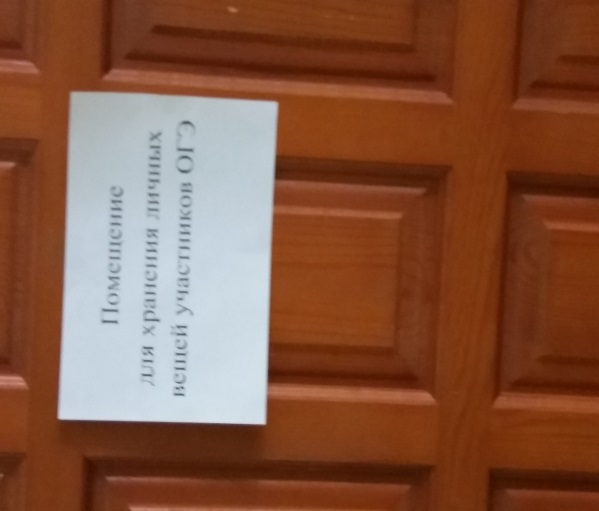 Помещение
для хранения личных
вещей участников ОГЭ